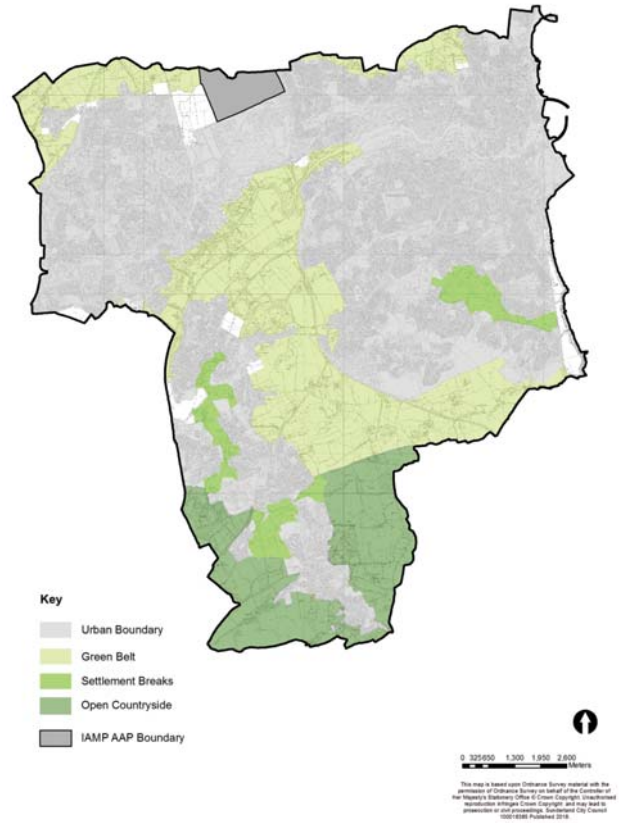 Key
Urban Boundary
Green Belt
Settlement Breaks
Open Countryside
IAMP AAP Boundary
0 325650 1,300 1,950 2,600
Meters
This map is based upon Ordnance Survey material with the
permission of Ordnance Survey on behalf of the Controller of
Her Majesty's Stationery Office © Crown Copyright. Unauthorised
reproduction infringes Crown Copyright and may lead to
prosecution or civil proceedings. Sunderland City Council
Published 2018.